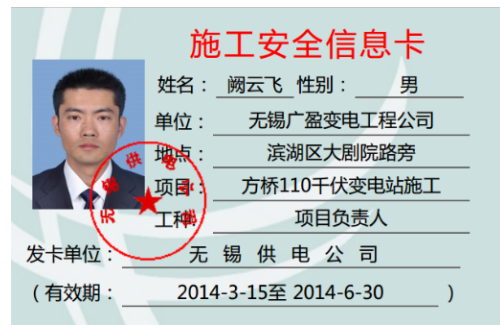 施工安全信息卡
姓名：阙云飞 性别：男
单位：无锡广盈变电工程公司
地点：滨湖区大剧院路旁
项目：方桥110千伏变电站施工
工种：项目负责人
发卡单位：无锡供电公司
（有效期：2014-3-15至 2014-6-30）